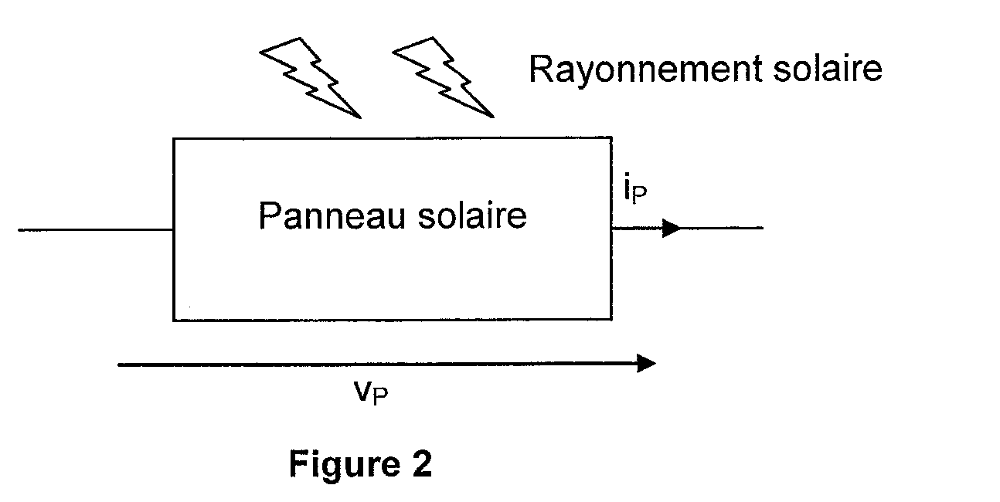 Rayonnement solaire
iP
Panneau solaire
vP
Figure 2